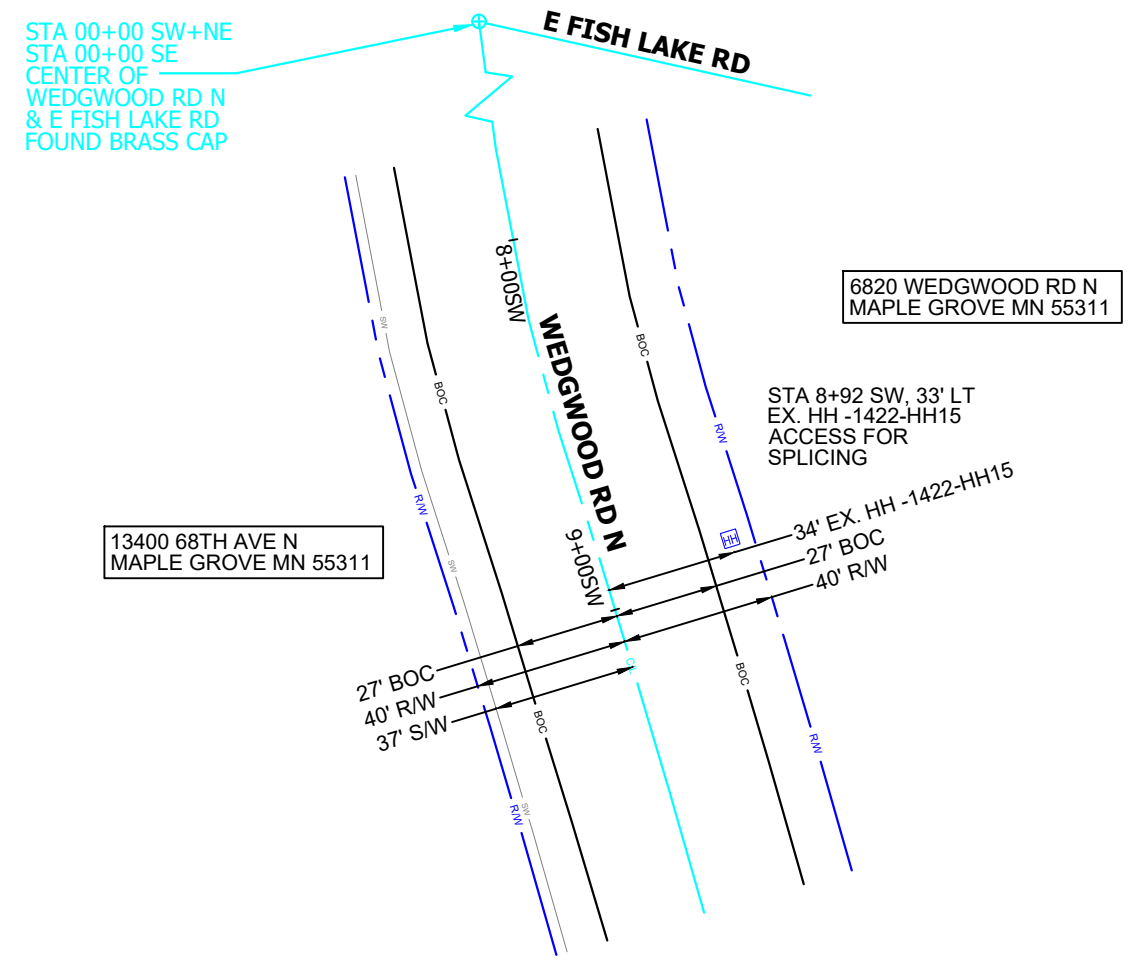 STA 00+00 SW+NE
STA 00+00 SE
CENTER OF
WEDGWOOD RD N
& E FISH LAKE RD
FOUND BRASS CAP
E FISH LAKE RD
8+00SW
WEDGWOOD RD N
9+00SW
6820 WEDGWOOD RD N
MAPLE GROVE MN 55311
STA 8+92 SW, 33' LT
EX. HH -1422-HH15
ACCESS FOR
SPLICING
13400 68TH AVE N
MAPLE GROVE MN 55311
SW
BOC
BOC
R/W
R/W
SW
HH
34' EX. HH -1422-HH15
27' BOC
40' R/W
27' BOC
40' R/W
37' S/W
C/L
BOC
BOC
R/W
SW
R/W